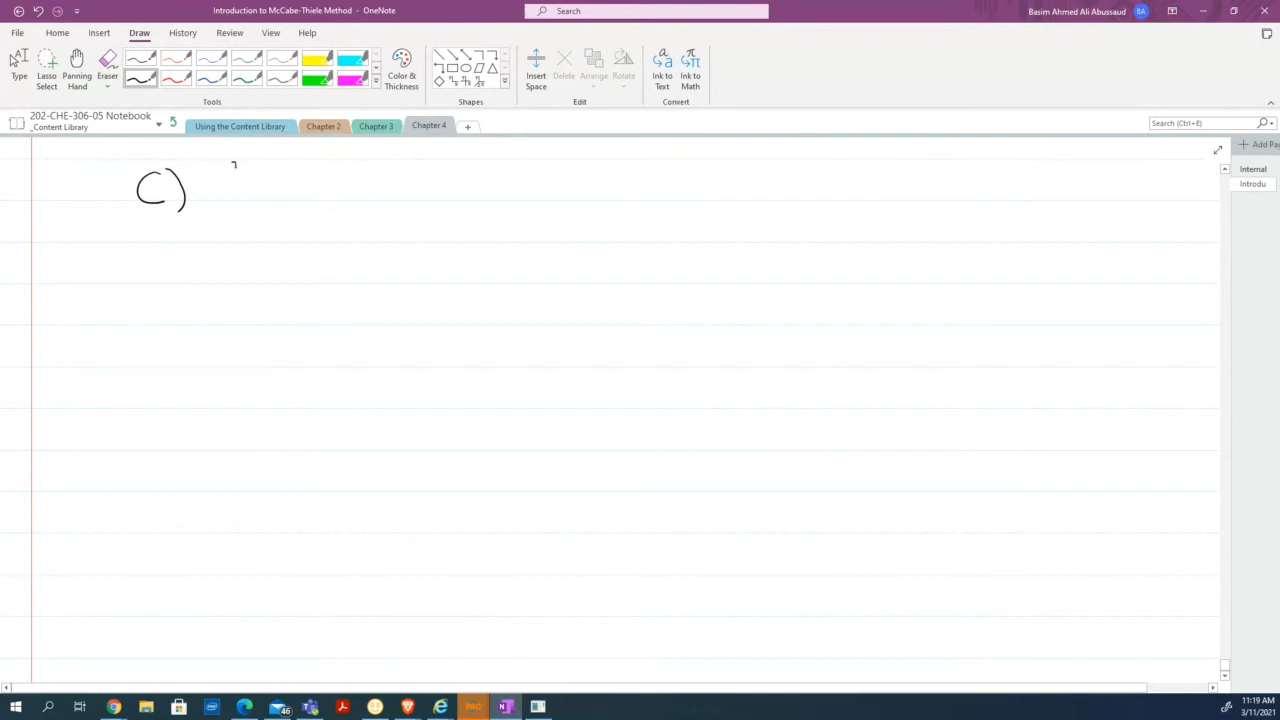 Introduction to McCabe-Thiele Method - OneNote
Search
Basim Ahmed Ali Abussaud BA
File Home Insert Draw History Review View Help
Type
Lasso Select
Panning Hand
Eraser
Color & Thickness
Insert Space
Delete
Arrange
Rotate
Ink to Text
Ink to Math
Tools
Shapes
Edit
Convert
202-CHE-306-05 Notebook
_Content Library
Using the Content Library
Chapter 2
Chapter 3
Chapter 4
Search (Ctrl+E)
Add Pa
Internal
Introdu
C)
46
PRO
11:19 AM
3/11/2021